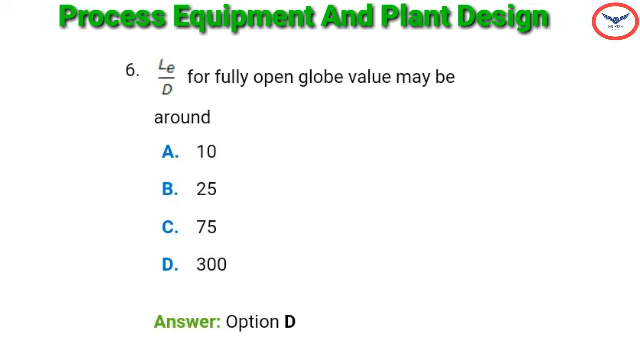 Process Equipment And Plant Design
6. Le/D for fully open globe value may be
around
A. 10
B. 25
C. 75
D. 300
Answer: Option D